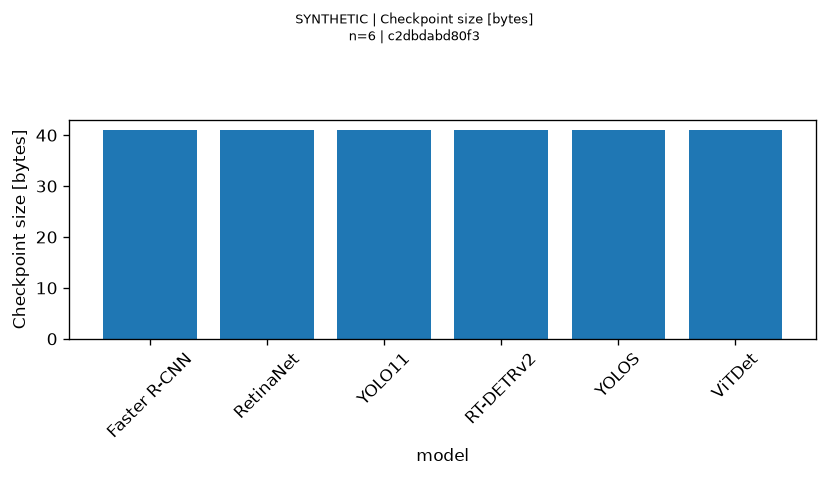 SYNTHETIC | Checkpoint size [bytes]
n=6 | c2dbdabd80f3
Checkpoint size [bytes]
40
30
20
10
0
Faster R-CNN
RetinaNet
YOLO11
RT-DETRv2
YOLOS
ViTDet
model